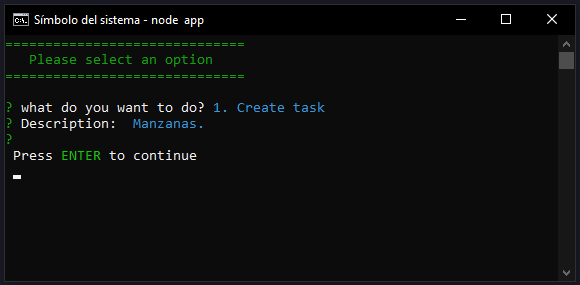 Símbolo del sistema - node app
==============================
Please select an option
==============================
? what do you want to do? 1. Create task
? Description: Manzanas.
?
Press ENTER to continue